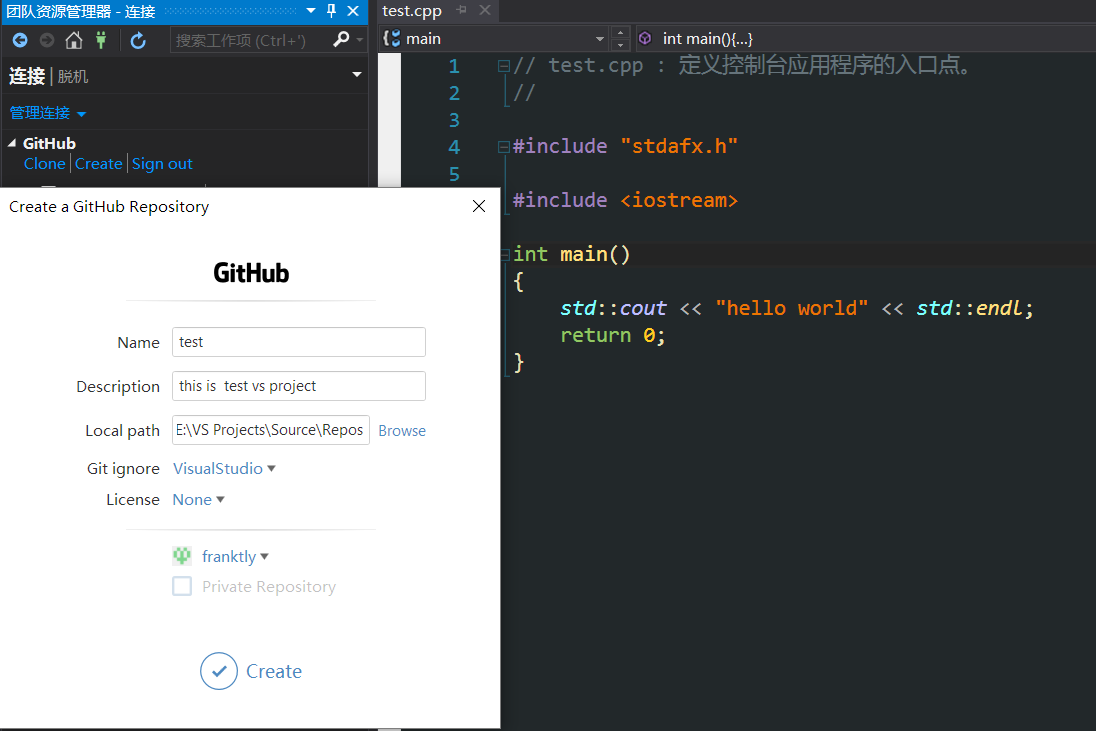 团队资源管理器 - 连接
搜索工作项 (Ctrl+')
连接 | 脱机
管理连接
GitHub
Clone Create Sign out
test.cpp
main
int main(){...}
1 // test.cpp : 定义控制台应用程序的入口点。
2 //
3
4 #include "stdafx.h"
5
#include <iostream>
int main()
{
std::cout << "hello world" << std::endl;
return 0;
}
Create a GitHub Repository
GitHub
Name test
Description this is  test vs project
Local path E:\VS Projects\Source\Repos Browse
Git ignore VisualStudio
License None
franktly
Private Repository
Create